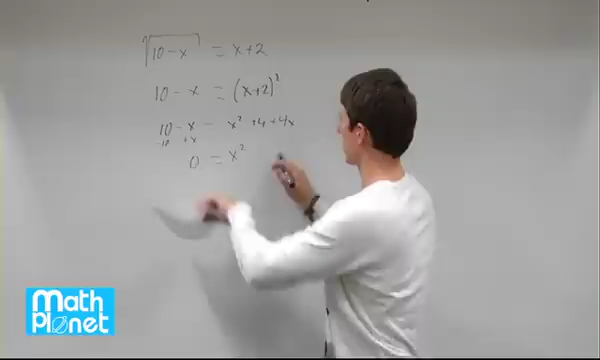 √10 - x = x + 2
10 - x = (x+2)²
10 - x = x² + 4 + 4x
-10 +x
0 = x²
Math
Planet